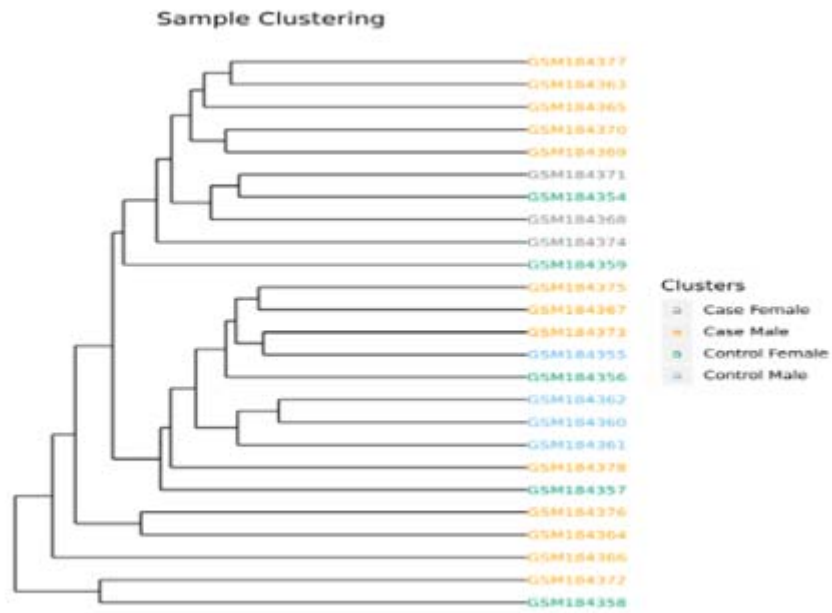 Sample Clustering
GSM184377
GSM184363
GSM184365
GSM184370
GSM184369
GSM184371
GSM184354
GSM184368
GSM184374
GSM184359
GSM184375
GSM184367
GSM184373
GSM184355
GSM184356
GSM184362
GSM184360
GSM184361
GSM184378
GSM184357
GSM184376
GSM184364
GSM184366
GSM184372
GSM184358
Clusters
a Case Female
a Case Male
a Control Female
a Control Male